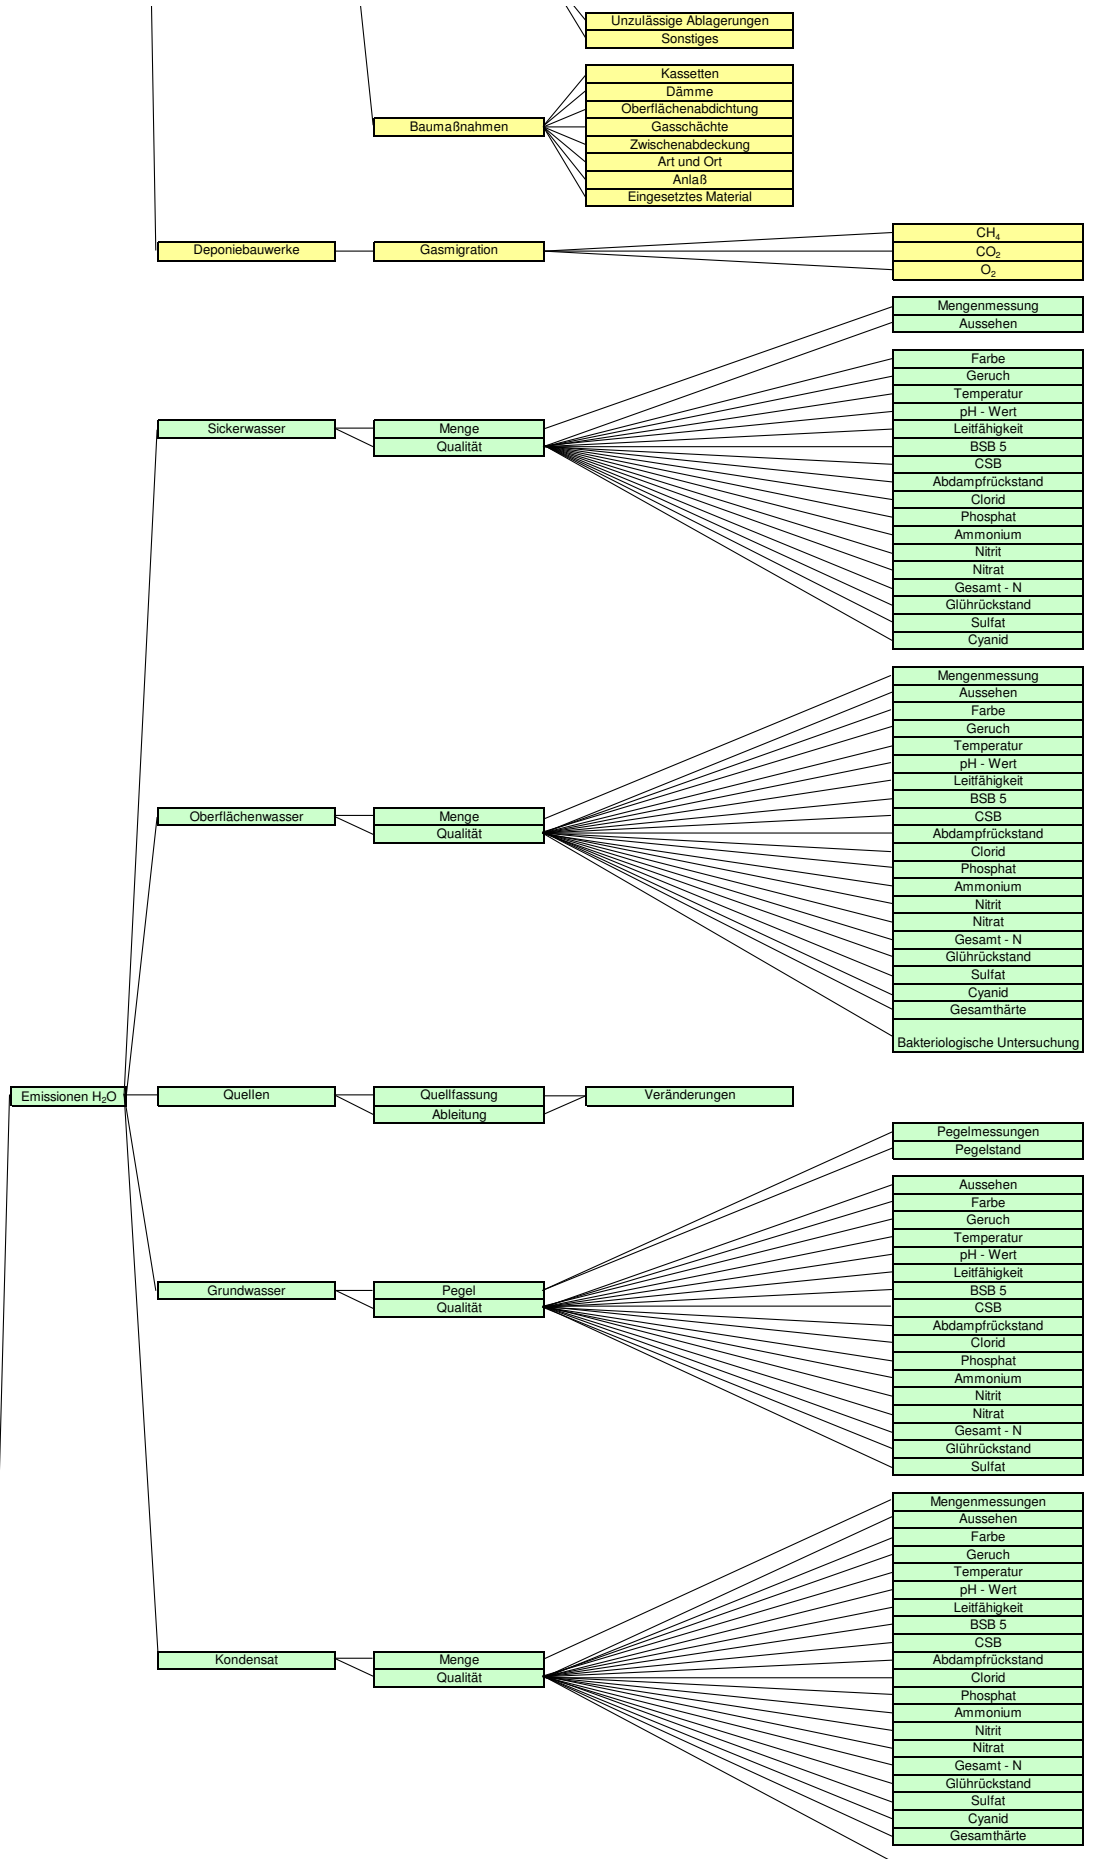 Unzulässige Ablagerungen
Sonstiges
Kassetten
Dämme
Oberflächenabdichtung
Baumaßnahmen
Gasschächte
Zwischenabdeckung
Art und Ort
Anlaß
Eingesetztes Material
Deponiebauwerke
Gasmigration
CH₄
CO₂
O₂
Mengenmessung
Aussehen
Farbe
Geruch
Temperatur
pH - Wert
Sickerwasser
Menge
Leitfähigkeit
Qualität
BSB 5
CSB
Abdampfrückstand
Clorid
Phosphat
Ammonium
Nitrit
Nitrat
Gesamt - N
Glührückstand
Sulfat
Cyanid
Mengenmessung
Aussehen
Farbe
Geruch
Temperatur
pH - Wert
Leitfähigkeit
BSB 5
Oberflächenwasser
Menge
CSB
Qualität
Abdampfrückstand
Clorid
Phosphat
Ammonium
Nitrit
Nitrat
Gesamt - N
Glührückstand
Sulfat
Cyanid
Gesamthärte
Bakteriologische Untersuchung
Emissionen H₂O
Quellen
Quellfassung
Veränderungen
Ableitung
Pegelmessungen
Pegelstand
Aussehen
Farbe
Geruch
Temperatur
pH - Wert
Leitfähigkeit
Grundwasser
Pegel
BSB 5
Qualität
CSB
Abdampfrückstand
Clorid
Phosphat
Ammonium
Nitrit
Nitrat
Gesamt - N
Glührückstand
Sulfat
Mengenmessungen
Aussehen
Farbe
Geruch
Temperatur
pH - Wert
Leitfähigkeit
BSB 5
CSB
Kondensat
Menge
Abdampfrückstand
Qualität
Clorid
Phosphat
Ammonium
Nitrit
Nitrat
Gesamt - N
Glührückstand
Sulfat
Cyanid
Gesamthärte